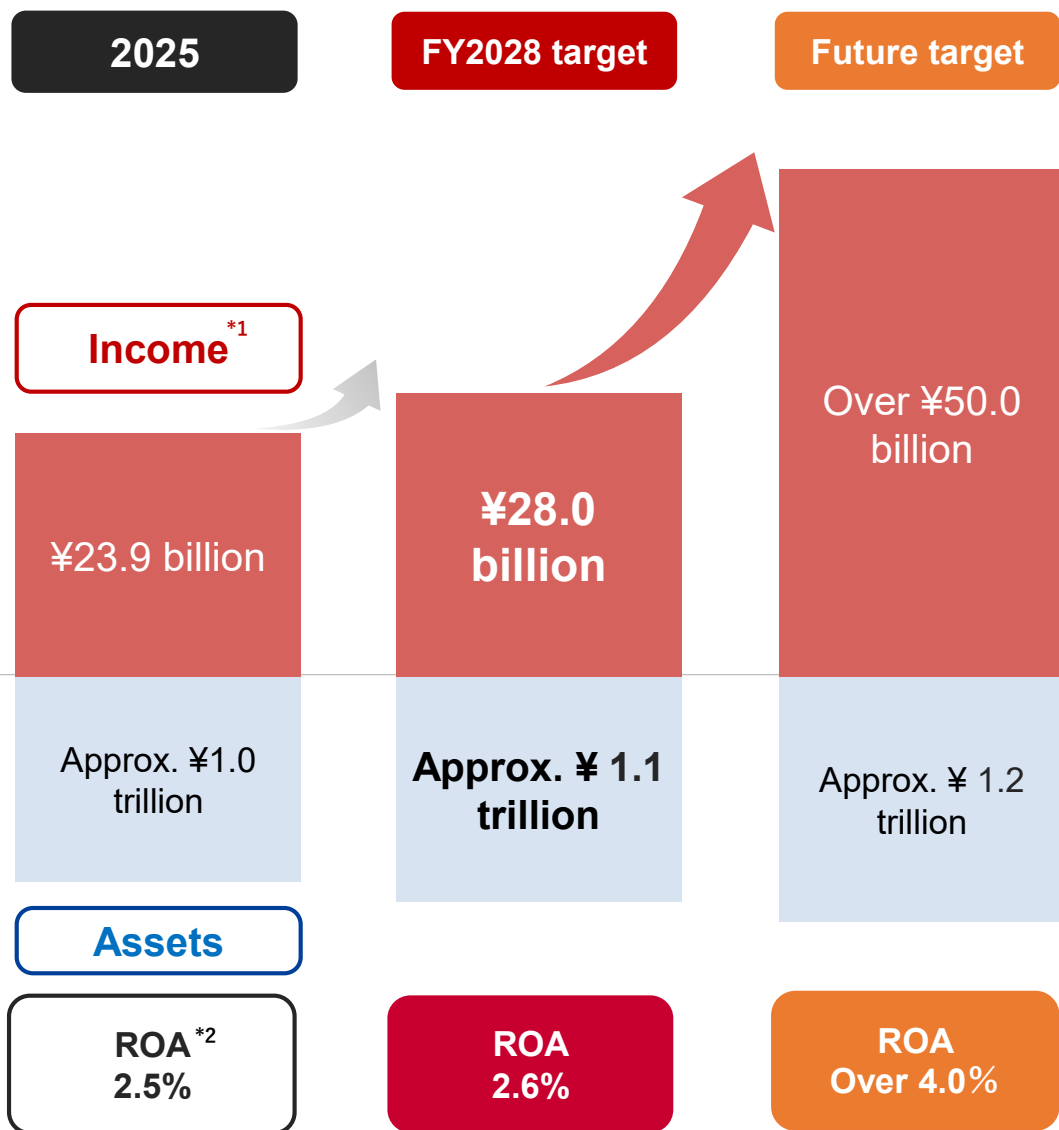 2025
FY2028 target
Future target
Income*1
¥23.9 billion
¥28.0
billion
Over ¥50.0
billion
Approx. ¥1.0
trillion
Approx. ¥ 1.1
trillion
Approx. ¥ 1.2
trillion
Assets
ROA*2
2.5%
ROA
2.6%
ROA
Over 4.0%